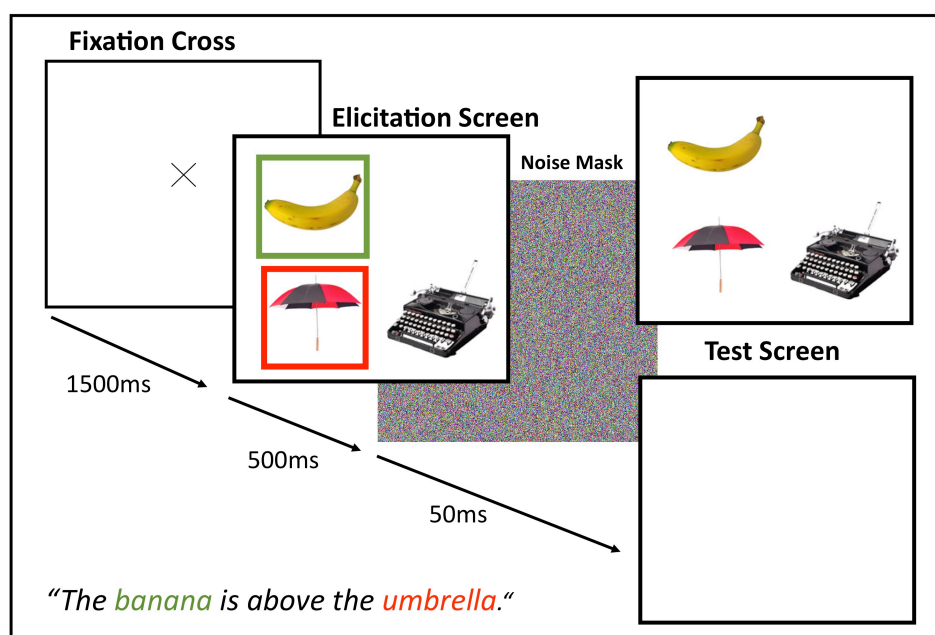 Fixation Cross
Elicitation Screen
Noise Mask
Test Screen
1500ms
500ms
50ms
“The banana is above the umbrella.“